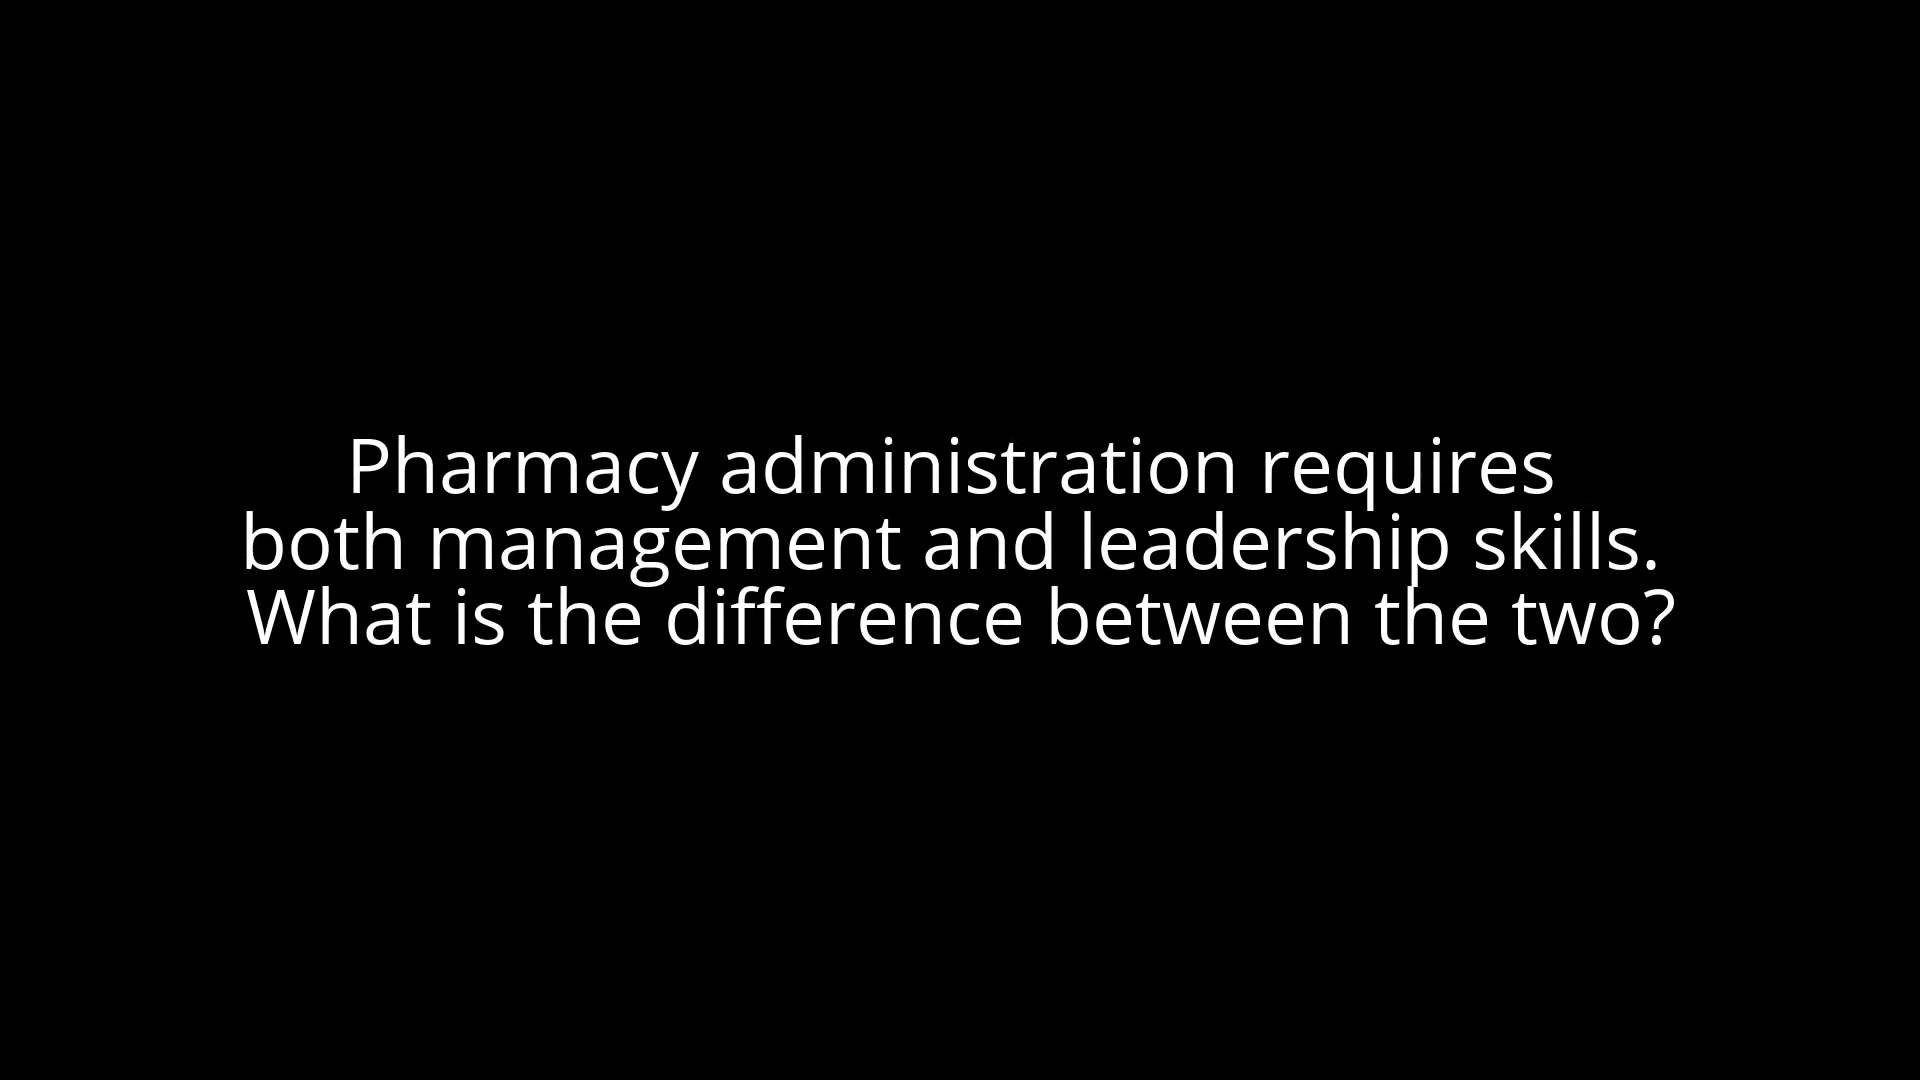 Pharmacy administration requires
both management and leadership skills.
What is the difference between the two?